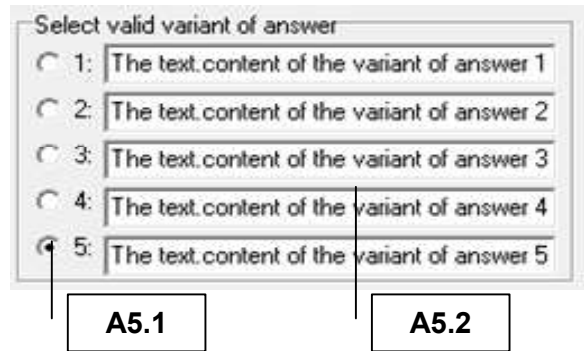 Select valid variant of answer
1: The text.content of the variant of answer 1
2: The text.content of the variant of answer 2
3: The text.content of the variant of answer 3
4: The text.content of the variant of answer 4
5: The text.content of the variant of answer 5
A5.1 A5.2